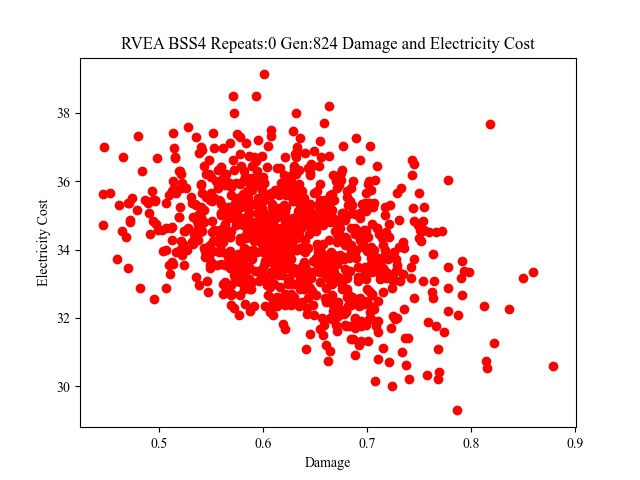 RVEA BSS4 Repeats:0 Gen:824 Damage and Electricity Cost
38
36
34
32
30
Electricity Cost
0.5 0.6 0.7 0.8 0.9
Damage